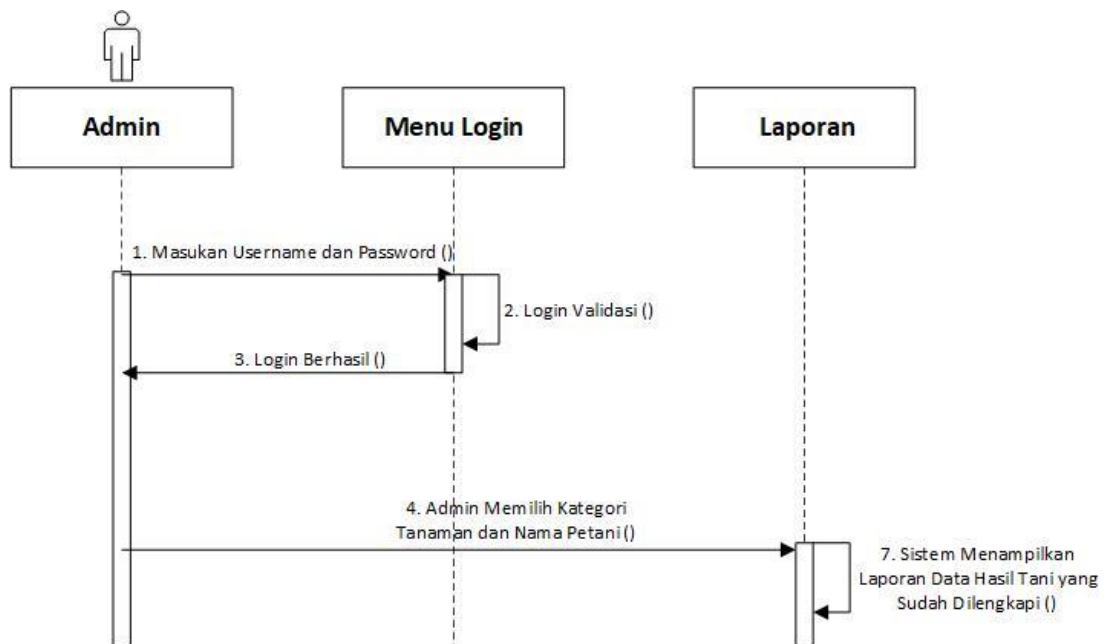 Admin
Menu Login
Laporan
1. Masukan Username dan Password ()
2. Login Validasi ()
3. Login Berhasil ()
4. Admin Memilih Kategori
Tanaman dan Nama Petani ()
7. Sistem Menampilkan
Laporan Data Hasil Tani yang
Sudah Dilengkapi ()